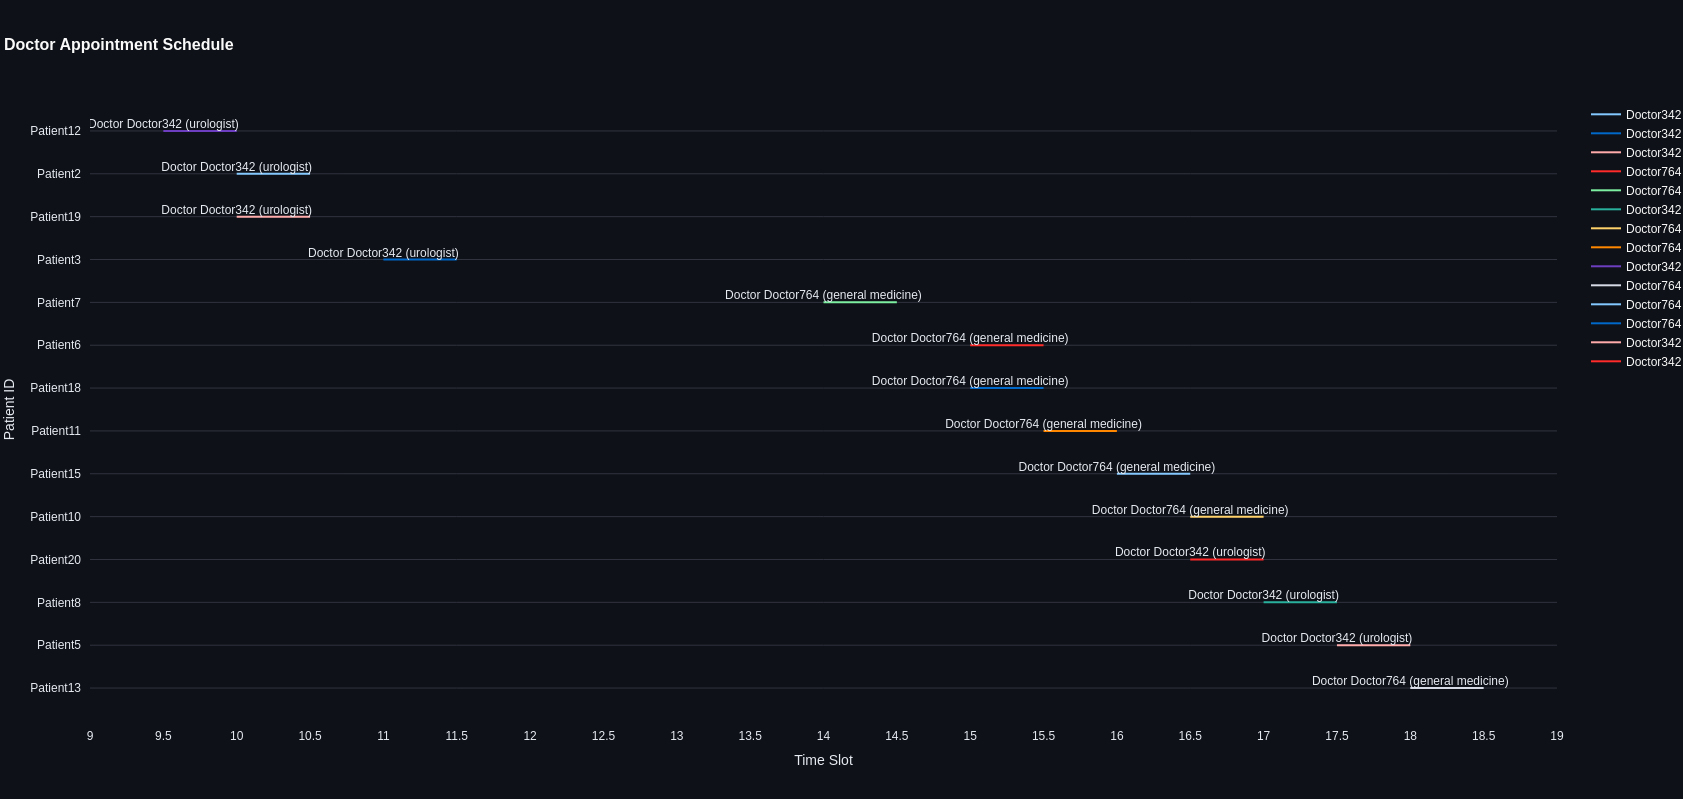 Doctor Appointment Schedule
Patient12
Doctor Doctor342 (urologist)
Patient2
Doctor Doctor342 (urologist)
Patient19
Doctor Doctor342 (urologist)
Patient3
Doctor Doctor342 (urologist)
Patient7
Doctor Doctor764 (general medicine)
Patient6
Doctor Doctor764 (general medicine)
Patient18
Doctor Doctor764 (general medicine)
Patient11
Doctor Doctor764 (general medicine)
Patient15
Doctor Doctor764 (general medicine)
Patient10
Doctor Doctor764 (general medicine)
Patient20
Doctor Doctor342 (urologist)
Patient8
Doctor Doctor342 (urologist)
Patient5
Doctor Doctor342 (urologist)
Patient13
Doctor Doctor764 (general medicine)
Patient ID
9 9.5 10 10.5 11 11.5 12 12.5 13 13.5 14 14.5 15 15.5 16 16.5 17 17.5 18 18.5 19
Time Slot
Doctor342
Doctor342
Doctor342
Doctor764
Doctor764
Doctor342
Doctor764
Doctor764
Doctor342
Doctor764
Doctor764
Doctor764
Doctor342
Doctor342